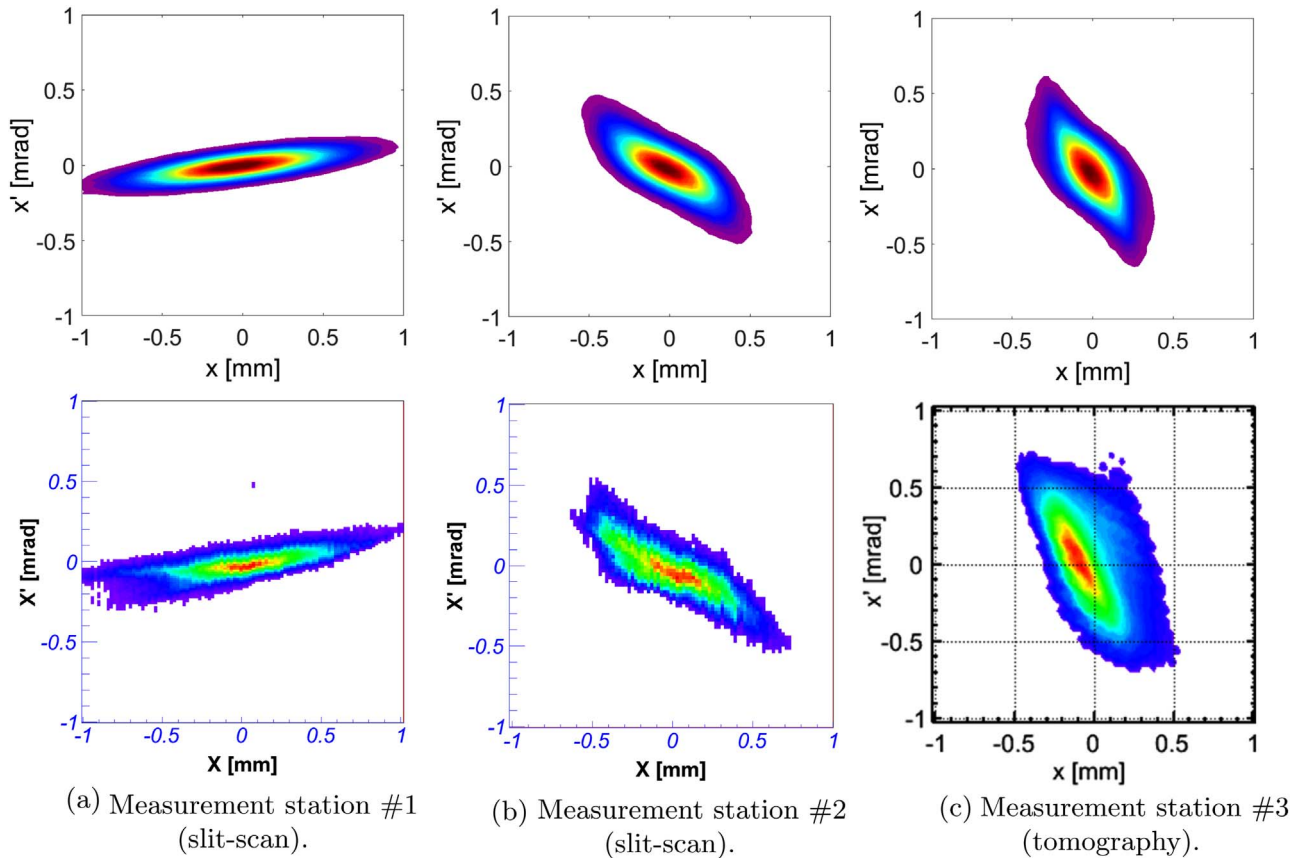 1
0.5
0
-0.5
-1
x' [mrad]
-1 -0.5 0 0.5 1
x [mm]
1
0.5
0
-0.5
-1
x' [mrad]
-1 -0.5 0 0.5 1
x [mm]
1
0.5
0
-0.5
-1
x' [mrad]
-1 -0.5 0 0.5 1
x [mm]
1
0.5
0
-0.5
-1
X' [mrad]
-1 -0.5 0 0.5 1
X [mm]
1
0.5
0
-0.5
-1
X' [mrad]
-1 -0.5 0 0.5 1
X [mm]
1
0.5
0
-0.5
-1
x' [mrad]
-1 -0.5 0 0.5 1
x [mm]
(a) Measurement station #1
(slit-scan).
(b) Measurement station #2
(slit-scan).
(c) Measurement station #3
(tomography).